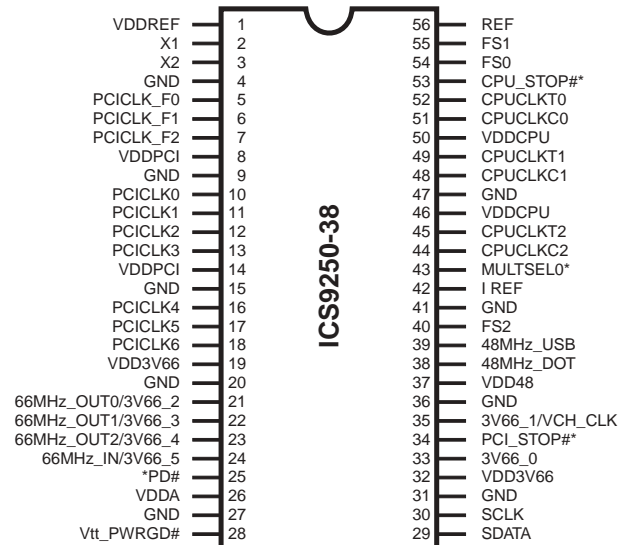 VDDREF 1 56 REF
X1 2 55 FS1
X2 3 54 FS0
GND 4 53 CPU_STOP#*
PCICLK_F0 5 52 CPUCLKT0
PCICLK_F1 6 51 CPUCLKC0
PCICLK_F2 7 50 VDDCPU
VDDPCI 8 49 CPUCLKT1
GND 9 48 CPUCLKC1
PCICLK0 10 47 GND
PCICLK1 11 46 VDDCPU
PCICLK2 12 45 CPUCLKT2
PCICLK3 13 44 CPUCLKC2
VDDPCI 14 43 MULTSEL0*
GND 15 42 I REF
PCICLK4 16 41 GND
PCICLK5 17 40 FS2
PCICLK6 18 39 48MHz_USB
VDD3V66 19 38 48MHz_DOT
GND 20 37 VDD48
66MHz_OUT0/3V66_2 21 36 GND
66MHz_OUT1/3V66_3 22 35 3V66_1/VCH_CLK
66MHz_OUT2/3V66_4 23 34 PCI_STOP#*
66MHz_IN/3V66_5 24 33 3V66_0
*PD# 25 32 VDD3V66
VDDA 26 31 GND
GND 27 30 SCLK
Vtt_PWRGD# 28 29 SDATA
ICS9250-38